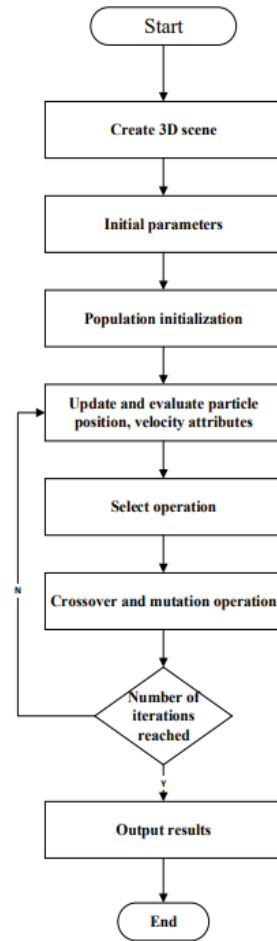 Start
Create 3D scene
Initial parameters
Population initialization
Update and evaluate particle
position, velocity attributes
Select operation
Crossover and mutation operation
N
Number of
iterations
reached
Y
Output results
End